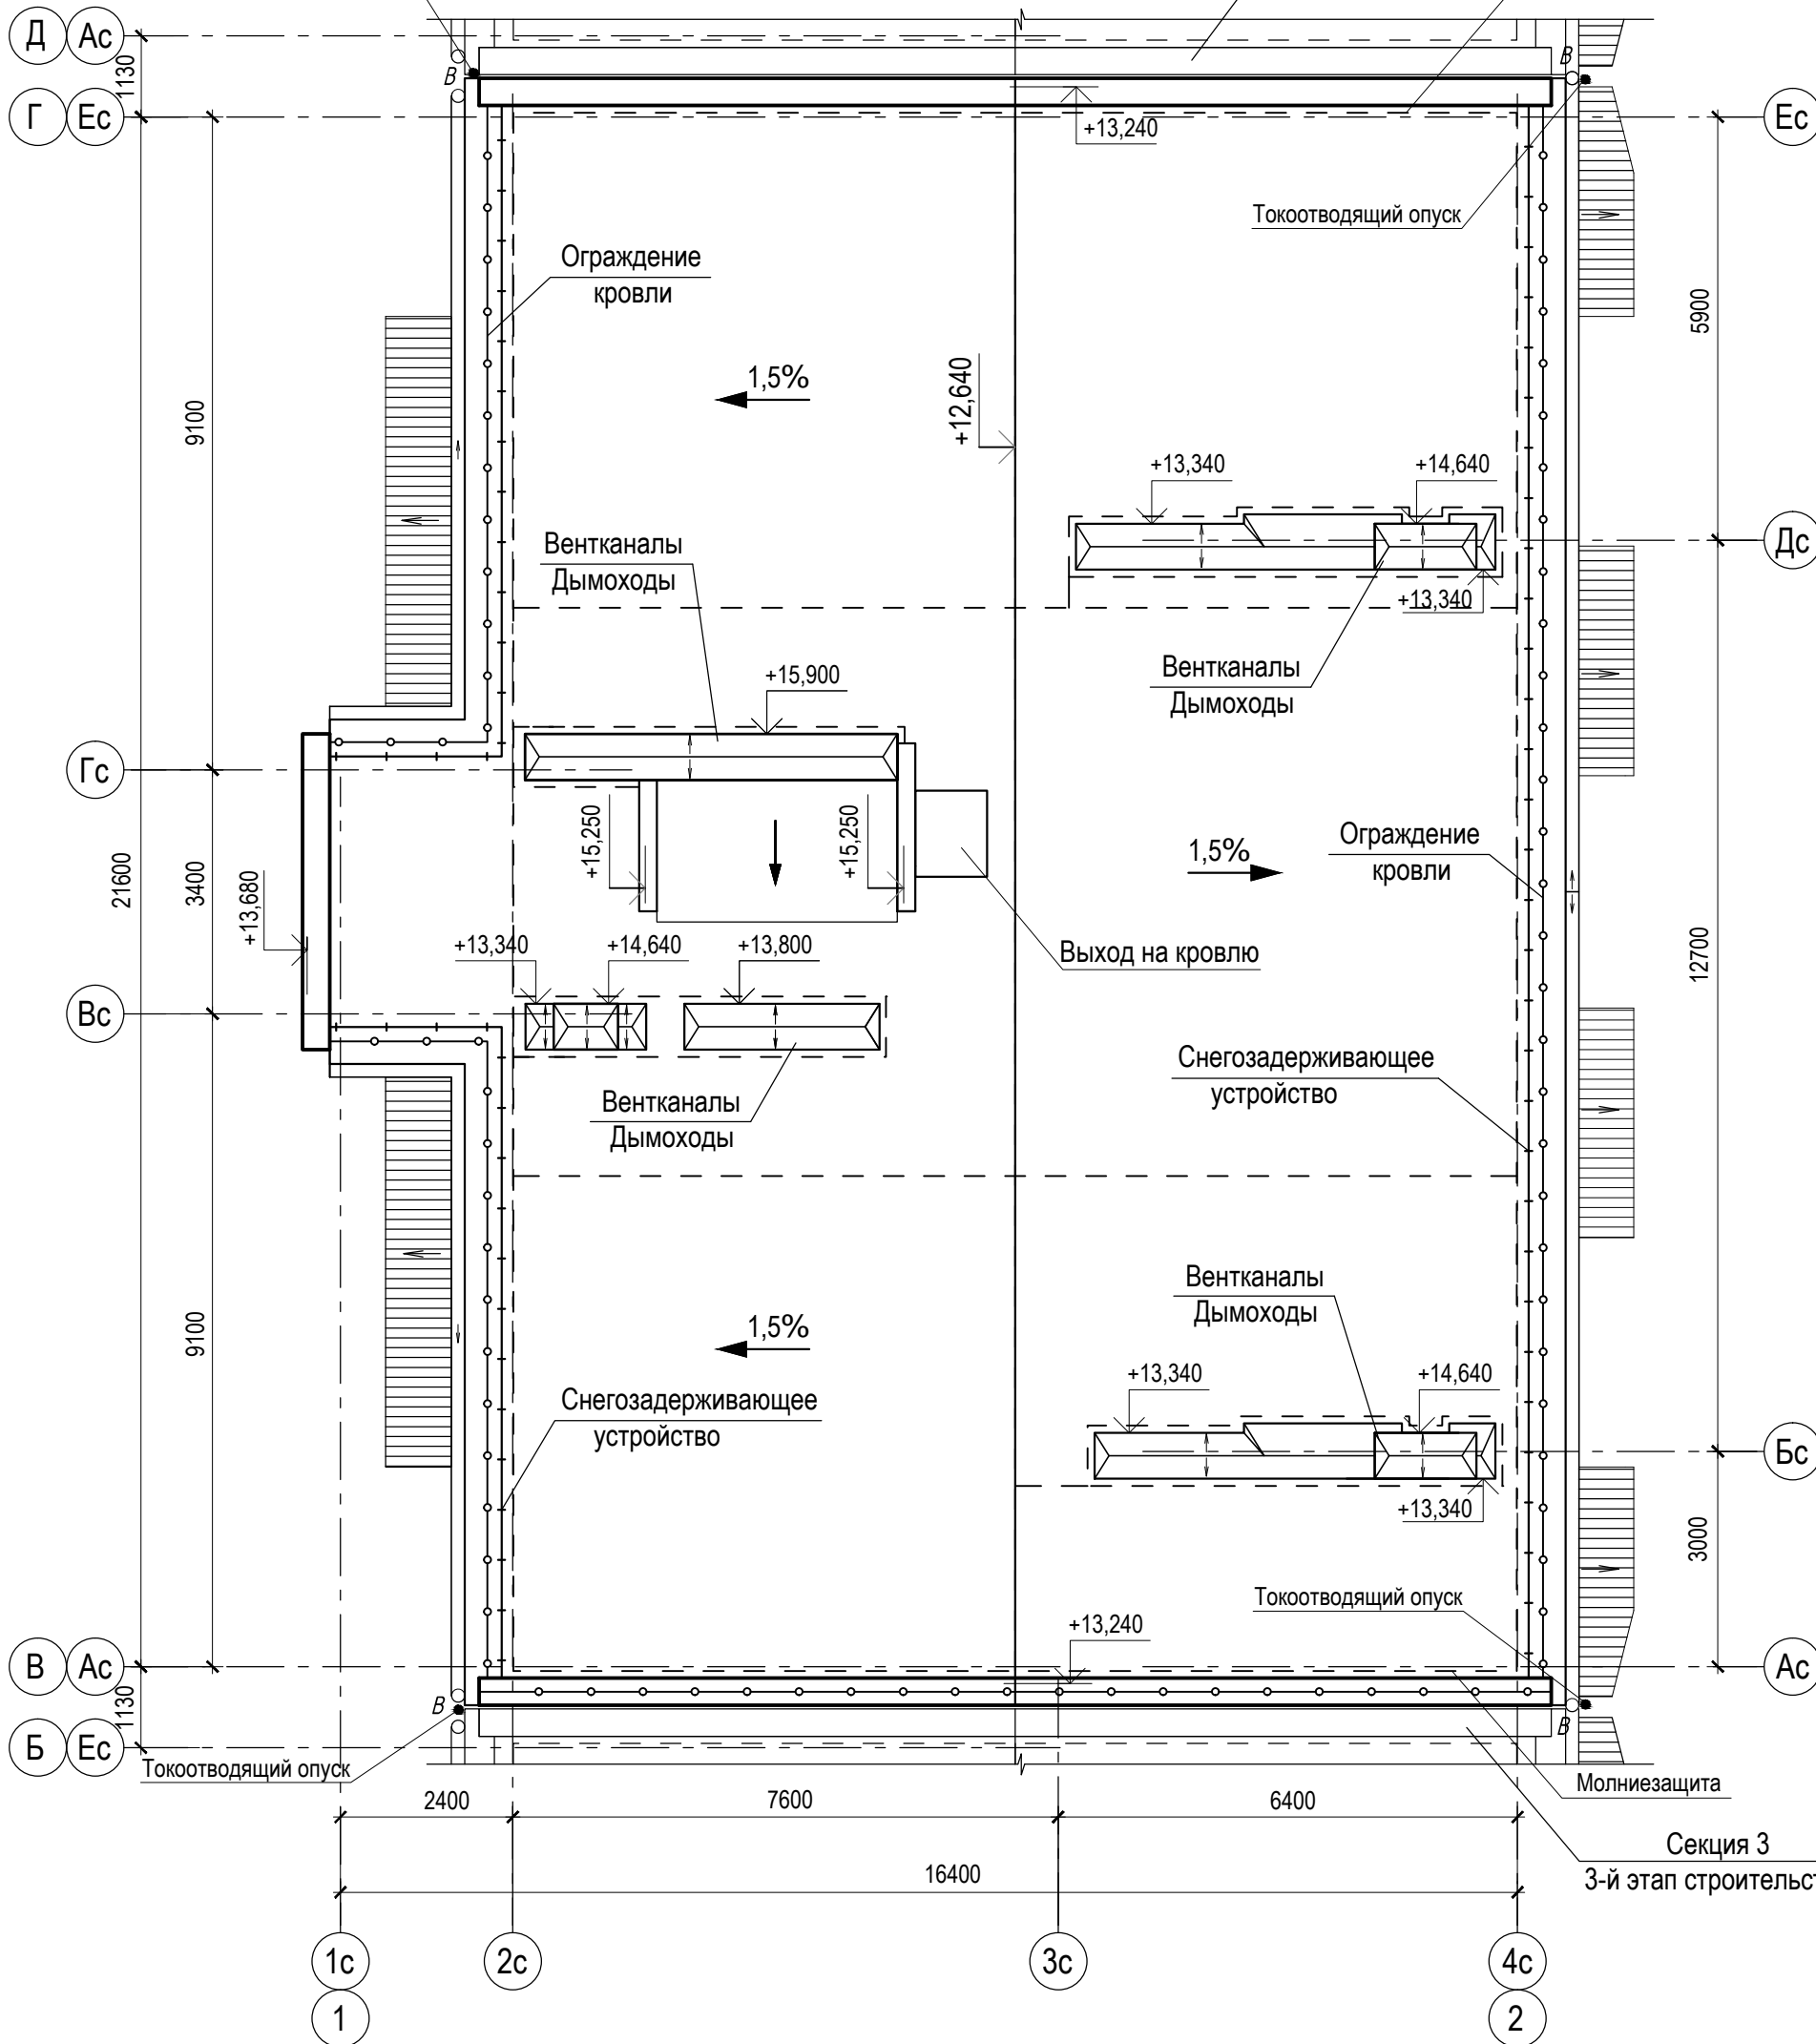 Д Ас
1130
В
В
Г Ес
Ес
+13,240
Токоотводящий опуск
Ограждение
кровли
5900
1,5%
+12,640
9100
+13,340
+14,640
Вентканалы
Дымоходы
Дс
+13,340
Вентканалы
Дымоходы
+15,900
Гс
+15,250
+15,250
Ограждение
кровли
1,5%
21600
3400
+13,680
+13,340
+14,640
+13,800
Выход на кровлю
12700
Вс
Снегозадерживающее
устройство
Вентканалы
Дымоходы
Вентканалы
Дымоходы
1,5%
9100
+13,340
+14,640
Снегозадерживающее
устройство
Бс
+13,340
3000
Токоотводящий опуск
+13,240
В Ас
Ас
В
В
1130
Б Ес
Токоотводящий опуск
Молниезащита
2400
7600
6400
Секция 3
16400
3-й этап строительст
1с
2с
3с
4с
1
2